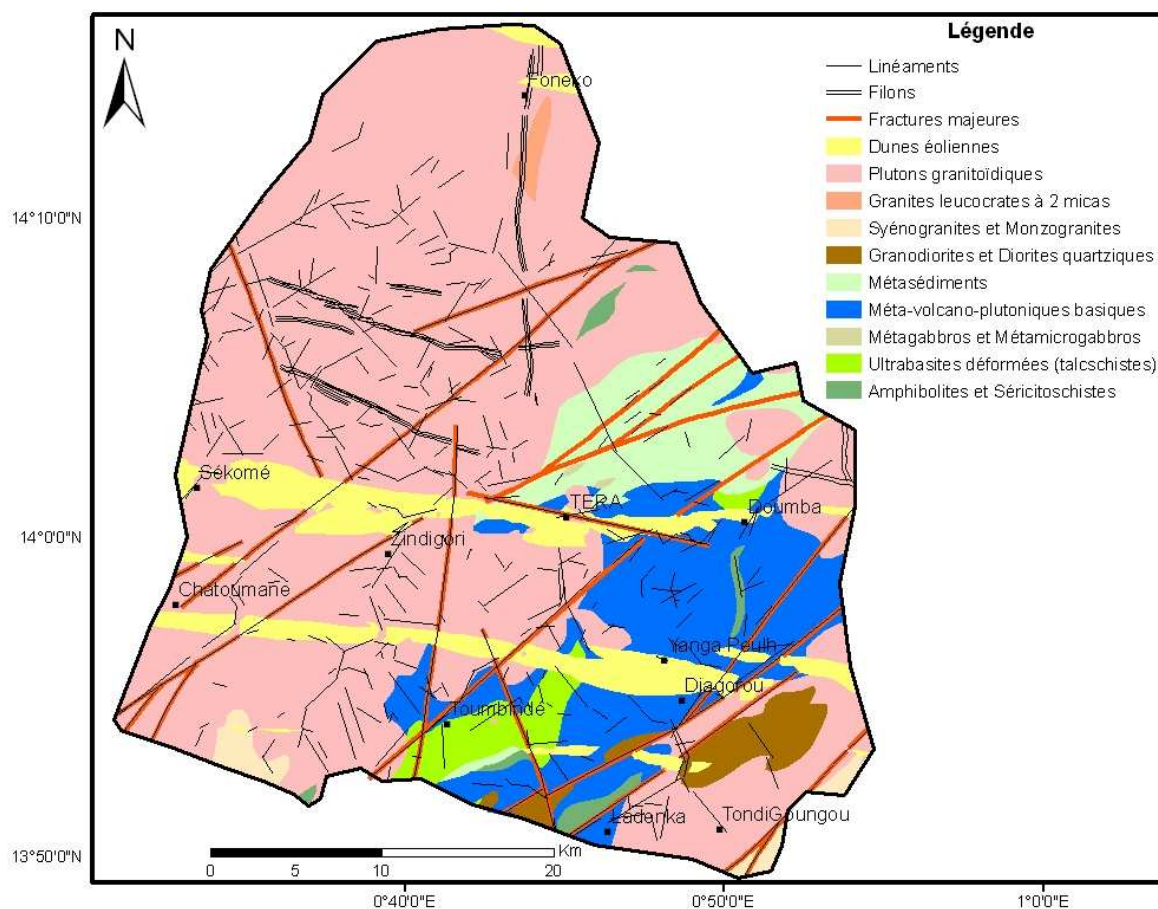 N
Légende
Linéaments
Filons
Fractures majeures
Dunes éoliennes
Plutons granitoïdiques
Granites leucocrates à 2 micas
Syénogranites et Monzogranites
Granodiorites et Diorites quartziques
Métasédiments
Méta-volcano-plutoniques basiques
Métagabbros et Métamicrogabbros
Ultrabasites déformées (talcschistes)
Amphibolites et Séricitoschistes
Foneko
14°10'0"N
Sékomé
TERA
Doumba
14°0'0"N
Zindigori
Chatoumane
Yanga Peulh
Diagorou
Toumbindé
Ladenka
TondiGoungou
13°50'0"N
Km
0 5 10 20
0°40'0"E 0°50'0"E 1°0'0"E